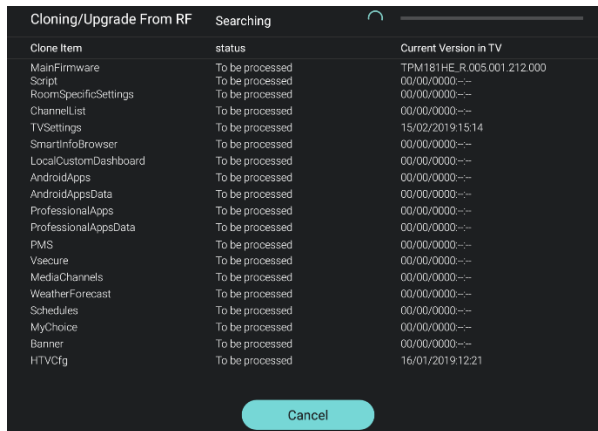 Cloning/Upgrade From RF Searching
Clone Item status Current Version in TV
MainFirmware To be processed TPM181HE_R.005.001.212.000
Script To be processed 00/00/0000:--:--
RoomSpecificSettings To be processed 00/00/0000:--:--
ChannelList To be processed 00/00/0000:--:--
TVSettings To be processed 15/02/2019:15:14
SmartInfoBrowser To be processed 00/00/0000:--:--
LocalCustomDashboard To be processed 00/00/0000:--:--
AndroidApps To be processed 00/00/0000:--:--
AndroidAppsData To be processed 00/00/0000:--:--
ProfessionalApps To be processed 00/00/0000:--:--
ProfessionalAppsData To be processed 00/00/0000:--:--
PMS To be processed 00/00/0000:--:--
Vsecure To be processed 00/00/0000:--:--
MediaChannels To be processed 00/00/0000:--:--
WeatherForecast To be processed 00/00/0000:--:--
Schedules To be processed 00/00/0000:--:--
MyChoice To be processed 00/00/0000:--:--
Banner To be processed 00/00/0000:--:--
HTVCfg To be processed 16/01/2019:12:21
Cancel